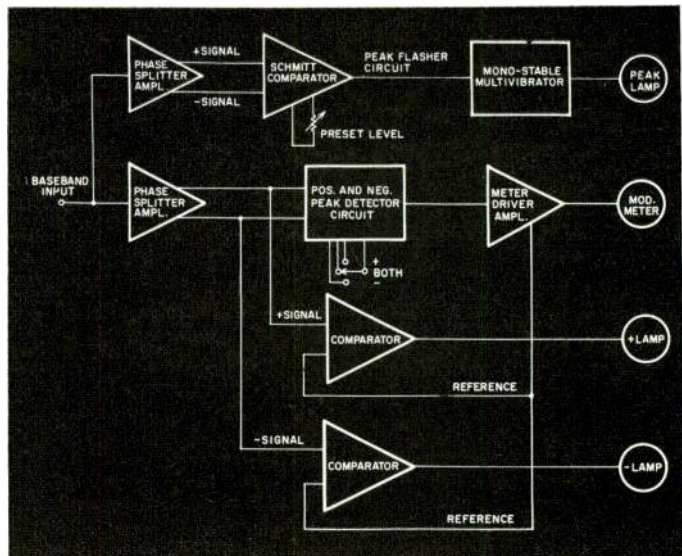 PHASE
SPLITTER
AMPL.
+SIGNAL
-SIGNAL
SCHMITT
COMPARATOR
PRESET LEVEL
PEAK FLASHER
CIRCUIT
MONO-STABLE
MULTIVIBRATOR
PEAK
LAMP
BASEBAND
INPUT
PHASE
SPLITTER
AMPL.
POS. AND NEG.
PEAK DETECTOR
CIRCUIT
+
BOTH
-
METER
DRIVER
AMPL.
MOD.
METER
+SIGNAL
COMPARATOR
REFERENCE
+LAMP
-SIGNAL
COMPARATOR
REFERENCE
-LAMP